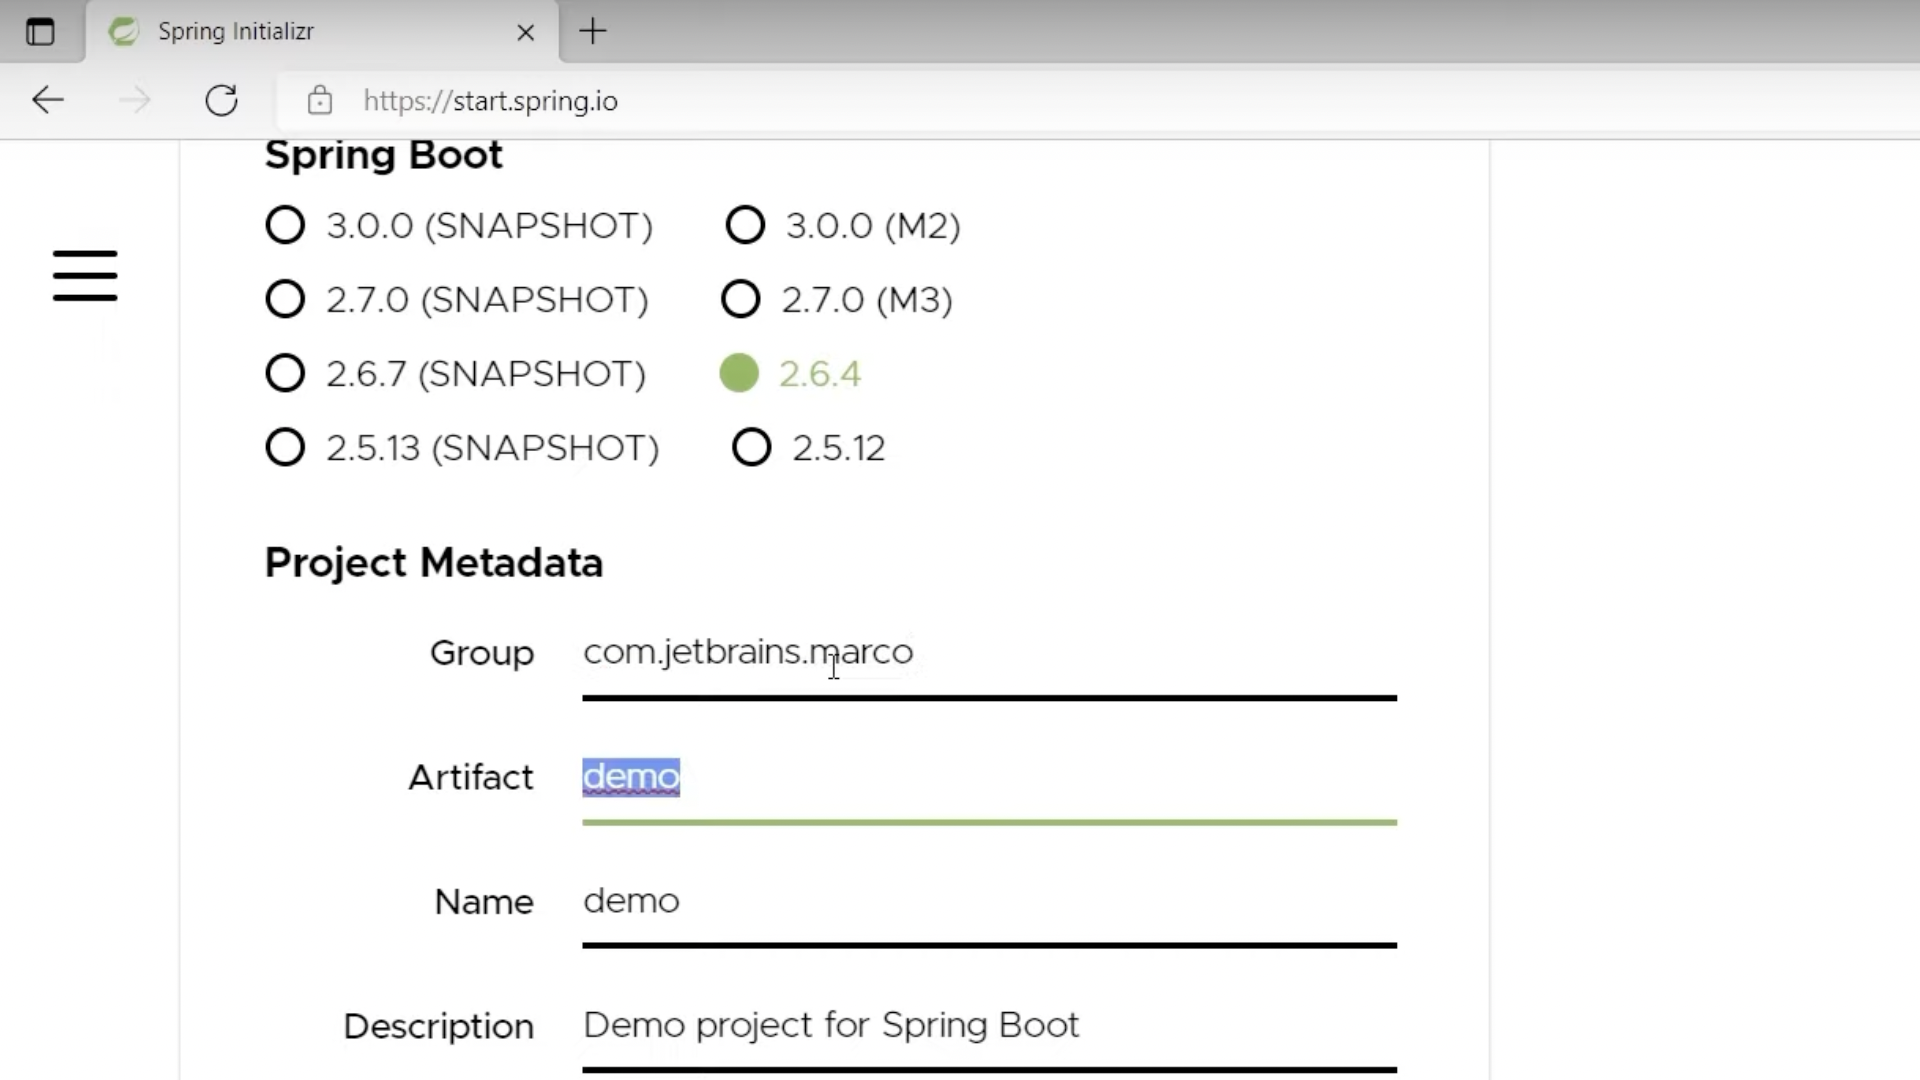 Spring Initializr
https://start.spring.io
Spring Boot
3.0.0 (SNAPSHOT) 3.0.0 (M2)
2.7.0 (SNAPSHOT) 2.7.0 (M3)
2.6.7 (SNAPSHOT) 2.6.4
2.5.13 (SNAPSHOT) 2.5.12
Project Metadata
Group com.jetbrains.marco
Artifact demo
Name demo
Description Demo project for Spring Boot